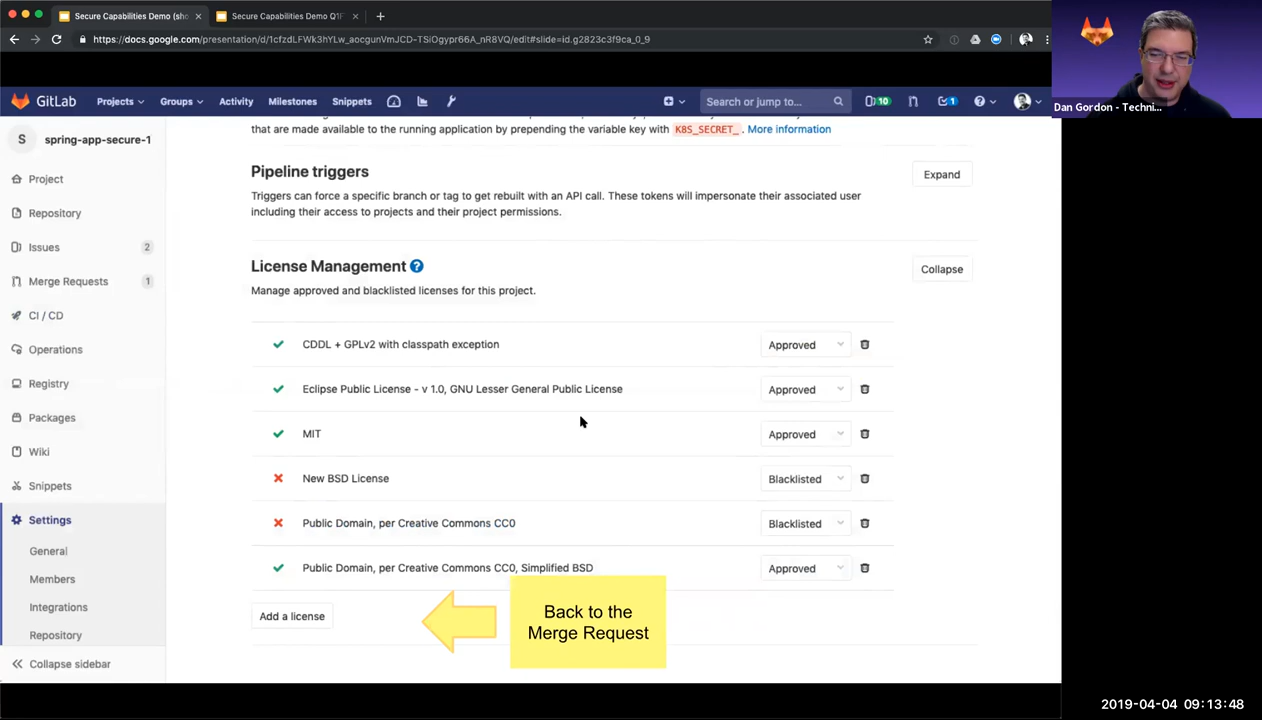 Secure Capabilities Demo (sho
Secure Capabilities Demo Q1F
https://docs.google.com/presentation/d/1cfzdLFWk3hYLw_aocgunVmJCD-TSiOgypr66A_nR8VQ/edit#slide=id.g2823c3f9ca_0_9
Dan Gordon - Techni...
GitLab
Projects
Groups
Activity
Milestones
Snippets
Search or jump to...
10
1
S
spring-app-secure-1
Project
Repository
Issues
2
Merge Requests
1
CI / CD
Operations
Registry
Packages
Wiki
Snippets
Settings
General
Members
Integrations
Repository
Collapse sidebar
that are made available to the running application by prepending the variable key with K8S_SECRET_. More information
Pipeline triggers
Expand
Triggers can force a specific branch or tag to get rebuilt with an API call. These tokens will impersonate their associated user
including their access to projects and their project permissions.
License Management
Collapse
Manage approved and blacklisted licenses for this project.
CDDL + GPLv2 with classpath exception
Approved
Eclipse Public License - v 1.0, GNU Lesser General Public License
Approved
MIT
Approved
New BSD License
Blacklisted
Public Domain, per Creative Commons CC0
Blacklisted
Public Domain, per Creative Commons CC0, Simplified BSD
Approved
Add a license
Back to the
Merge Request
2019-04-04 09:13:48